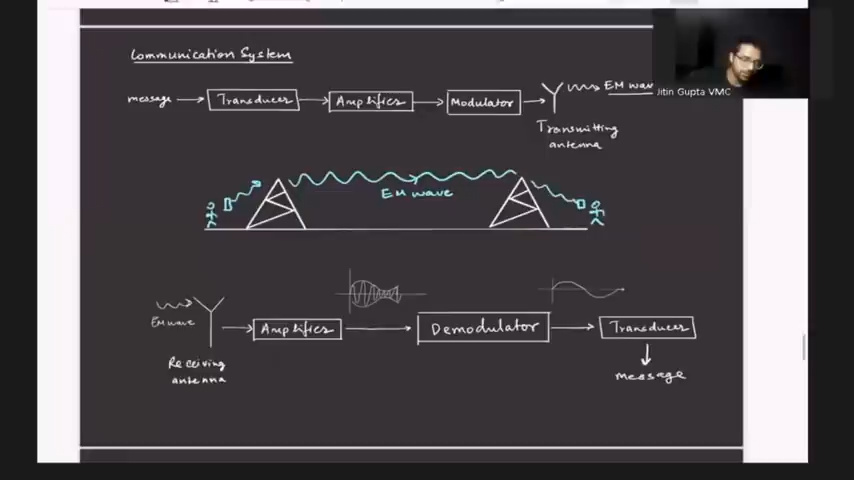 Communication System
message
Transducer
Amplifier
Modulator
EM wave
Jitin Gupta VMC
Transmitting
antenna
EM wave
EM wave
Receiving
antenna
Amplifier
Demodulator
Transducer
message